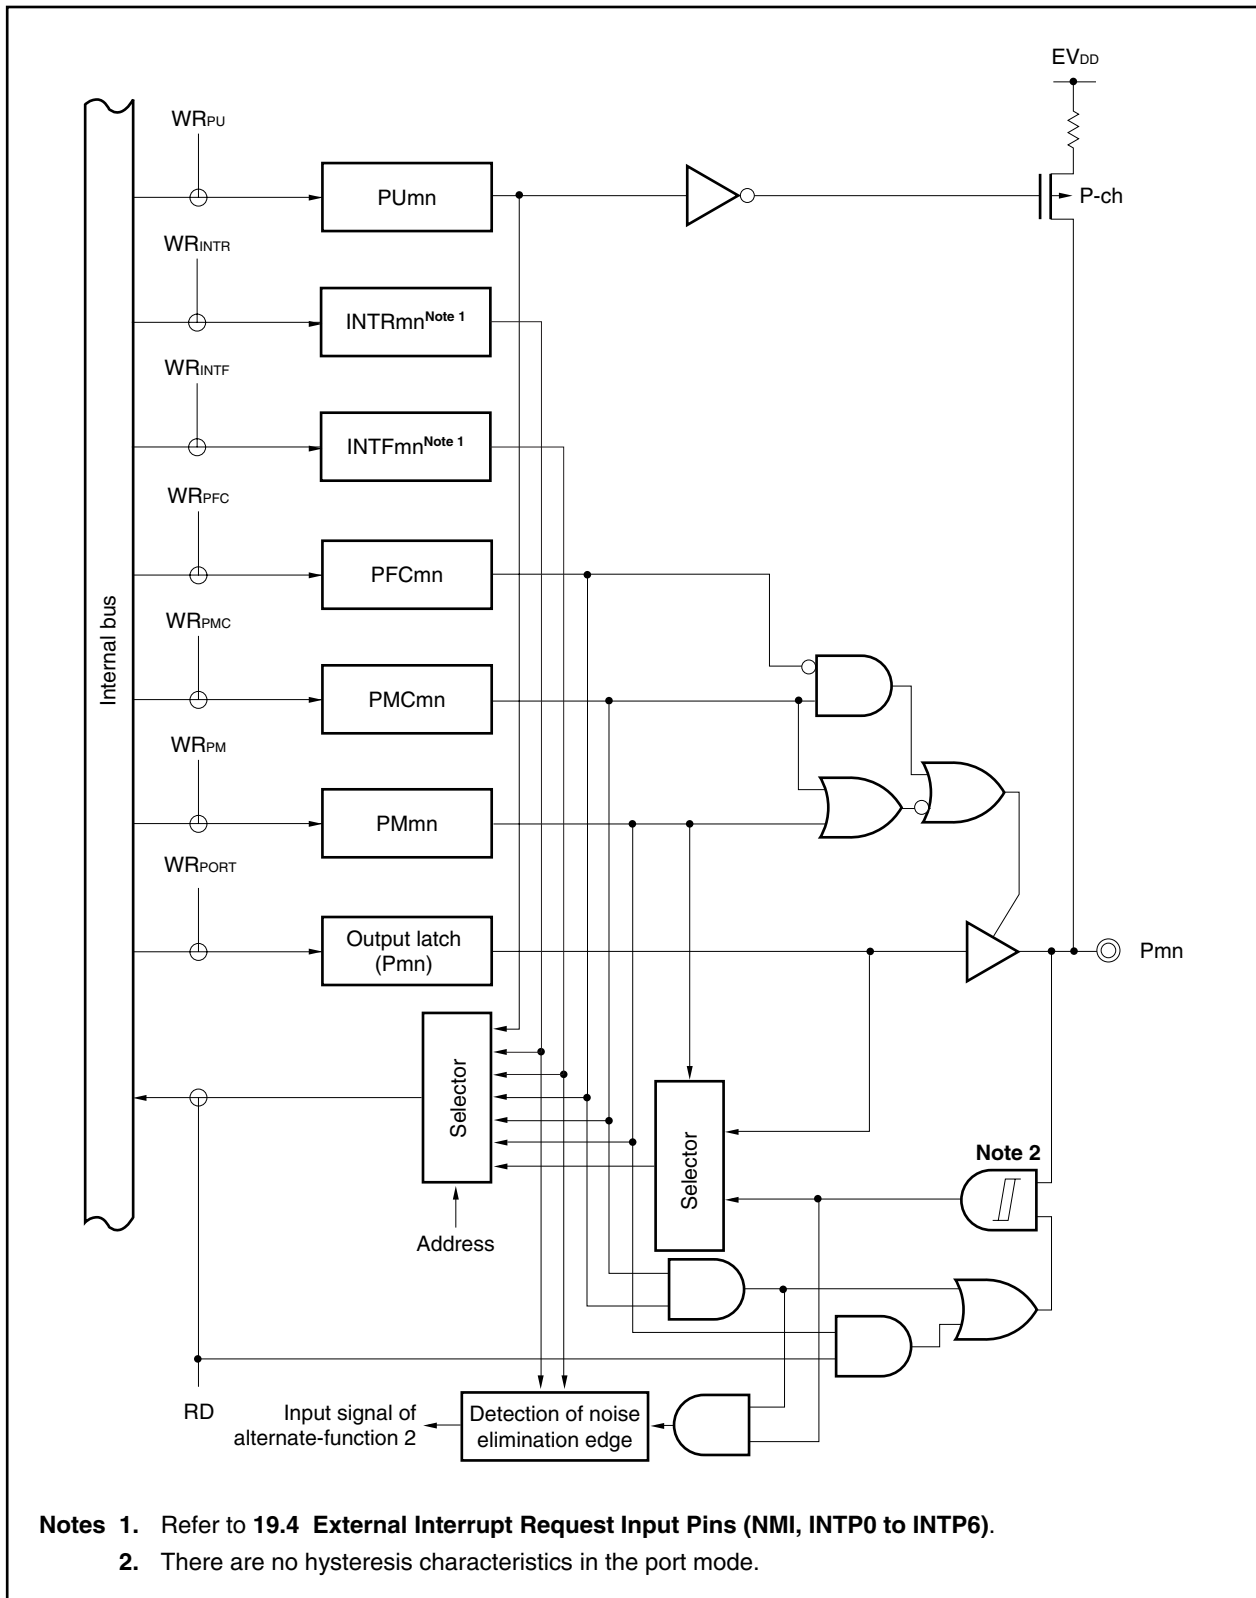 EVDD
WRPU
PUmn
P-ch
WRINTR
INTRmnNote 1
WRINTF
INTFmnNote 1
WRPFC
PFCmn
Internal bus
WRPMC
PMCmn
WRPM
PMmn
WRPORT
Output latch
(Pmn)
Pmn
Selector
Selector
Note 2
Address
RD
Input signal of
alternate-function 2
Detection of noise
elimination edge
Notes 1. Refer to 19.4 External Interrupt Request Input Pins (NMI, INTP0 to INTP6).
2. There are no hysteresis characteristics in the port mode.